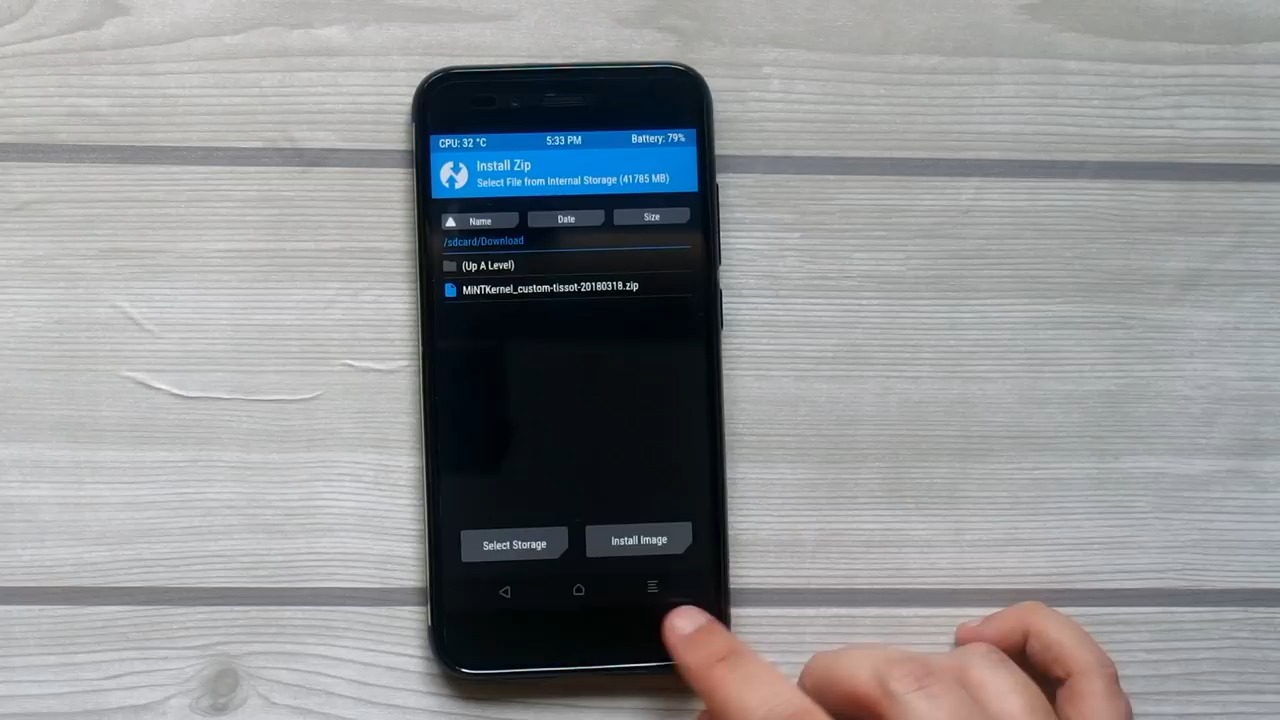 CPU: 32 °C 5:33 PM Battery: 79%
Install Zip
Select File from Internal Storage (41785 MB)
Name Date Size
/sdcard/Download
(Up A Level)
MiNTKernel_custom-tissot-20180318.zip
Select Storage Install Image